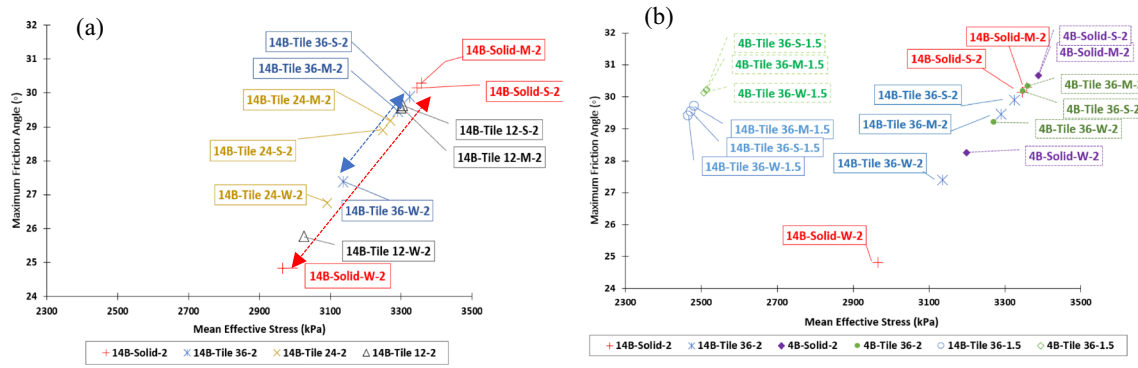 (a)
32
31
30
29
28
27
26
25
24
Maximum Friction Angle (○)
14B-Tile 36-S-2
14B-Solid-M-2
14B-Tile 36-M-2
14B-Solid-S-2
14B-Tile 24-M-2
14B-Tile 12-S-2
14B-Tile 24-S-2
14B-Tile 12-M-2
14B-Tile 24-W-2
14B-Tile 36-W-2
14B-Tile 12-W-2
14B-Solid-W-2
2300 2500 2700 2900 3100 3300 3500
Mean Effective Stress (kPa)
14B-Solid-2 14B-Tile 36-2 14B-Tile 24-2 14B-Tile 12-2
(b)
32
31
30
29
28
27
26
25
24
Maximum Friction Angle (○)
4B-Solid-S-2
4B-Tile 36-S-1.5
14B-Solid-M-2
4B-Solid-M-2
4B-Tile 36-M-1.5
14B-Solid-S-2
4B-Tile 36-M-
4B-Tile 36-W-1.5
14B-Tile 36-S-2
4B-Tile 36-S-2
14B-Tile 36-M-2
14B-Tile 36-M-1.5
4B-Tile 36-W-2
14B-Tile 36-S-1.5
4B-Solid-W-2
14B-Tile 36-W-1.5
14B-Tile 36-W-2
14B-Solid-W-2
2300 2500 2700 2900 3100 3300 3500
Mean Effective Stress (kPa)
14B-Solid-2 14B-Tile 36-2 4B-Solid-2 4B-Tile 36-2 14B-Tile 36-1.5 4B-Tile 36-1.5